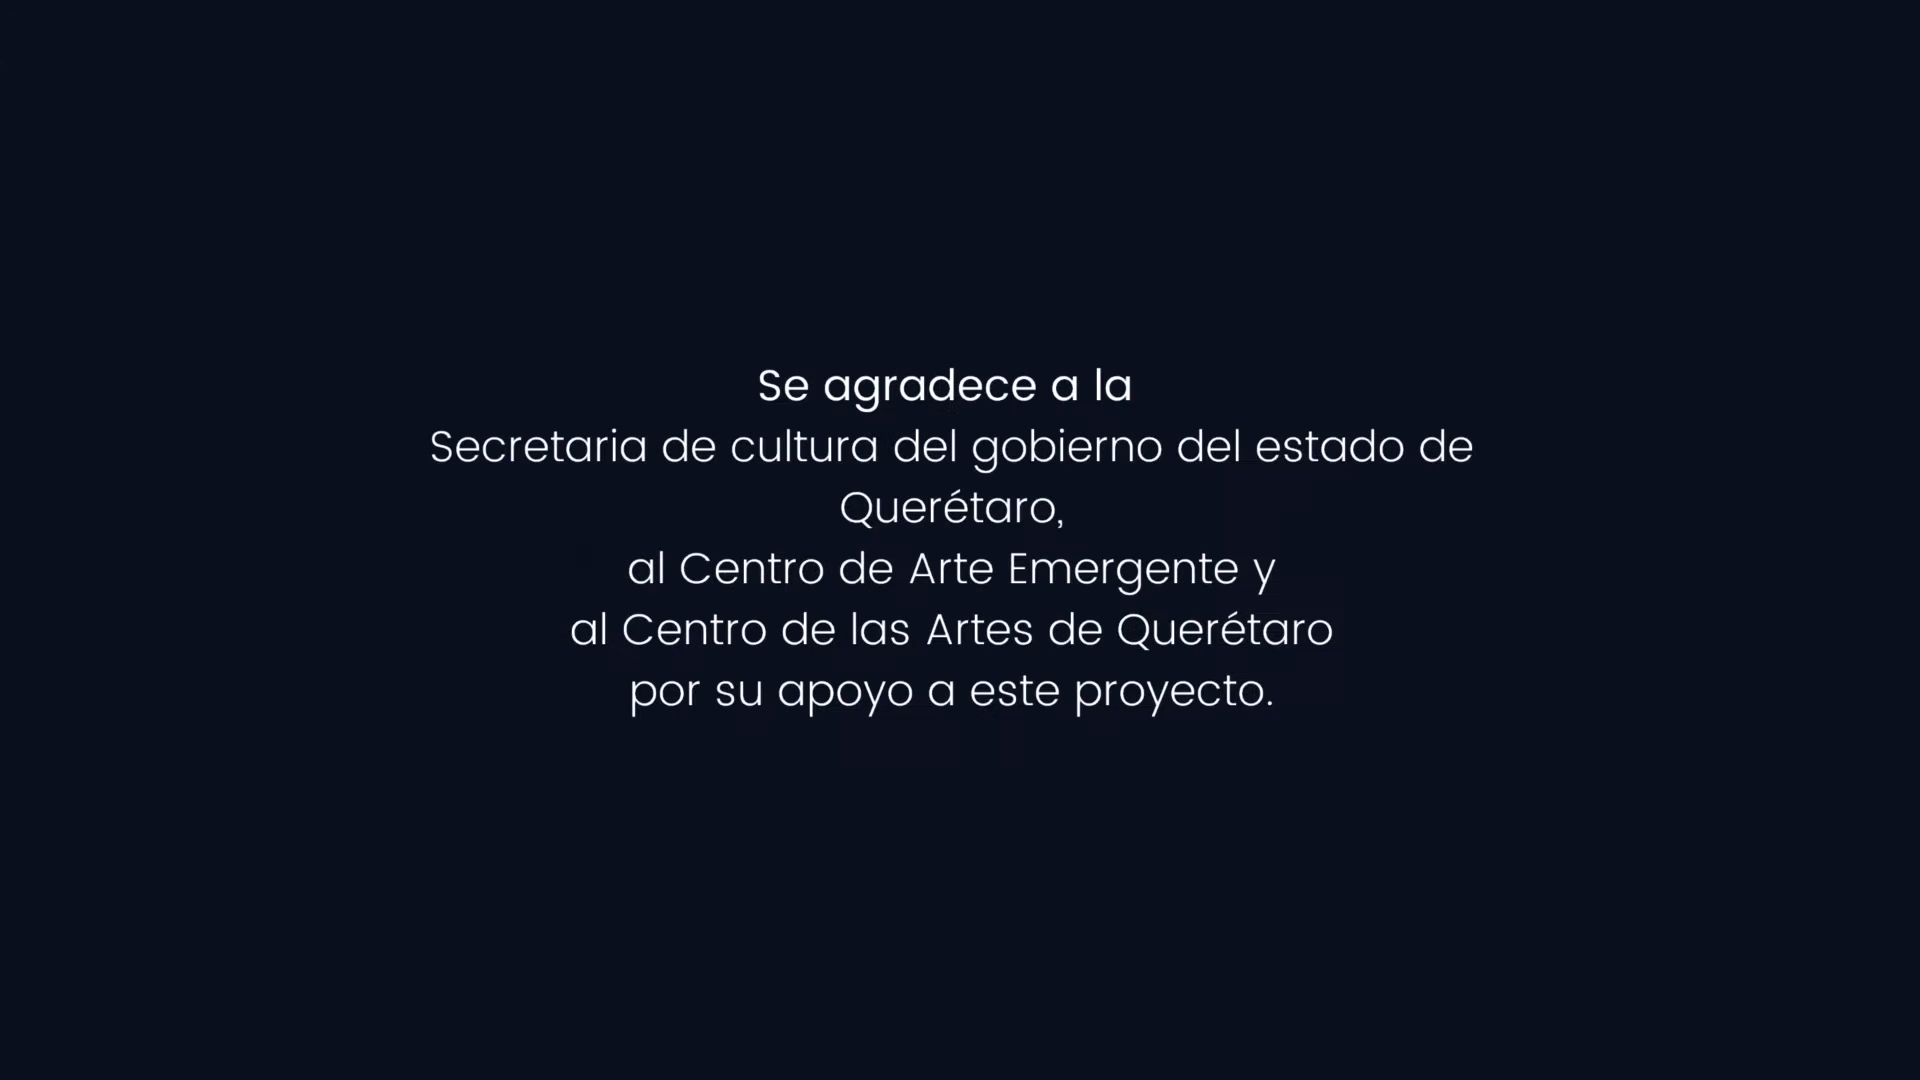 Se agradece a la
Secretaria de cultura del gobierno del estado de
Querétaro,
al Centro de Arte Emergente y
al Centro de las Artes de Querétaro
por su apoyo a este proyecto.